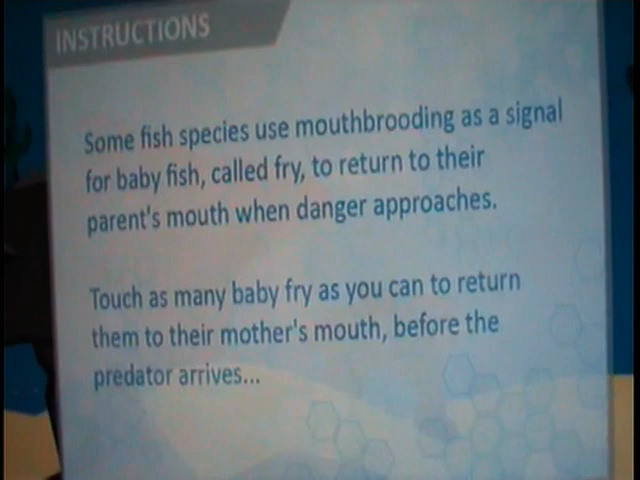 INSTRUCTIONS
Some fish species use mouthbrooding as a signal
for baby fish, called fry, to return to their
parent's mouth when danger approaches.
Touch as many baby fry as you can to return
them to their mother's mouth, before the
predator arrives...